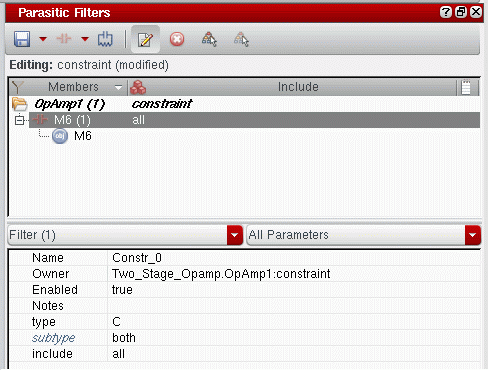 Parasitic Filters
Editing: constraint (modified)
Members Include
OpAmp1 (1) constraint
M6 (1) all
obj M6
Filter (1) All Parameters
Name Constr_0
Owner Two_Stage_Opamp.OpAmp1:constraint
Enabled true
Notes
type C
subtype both
include all